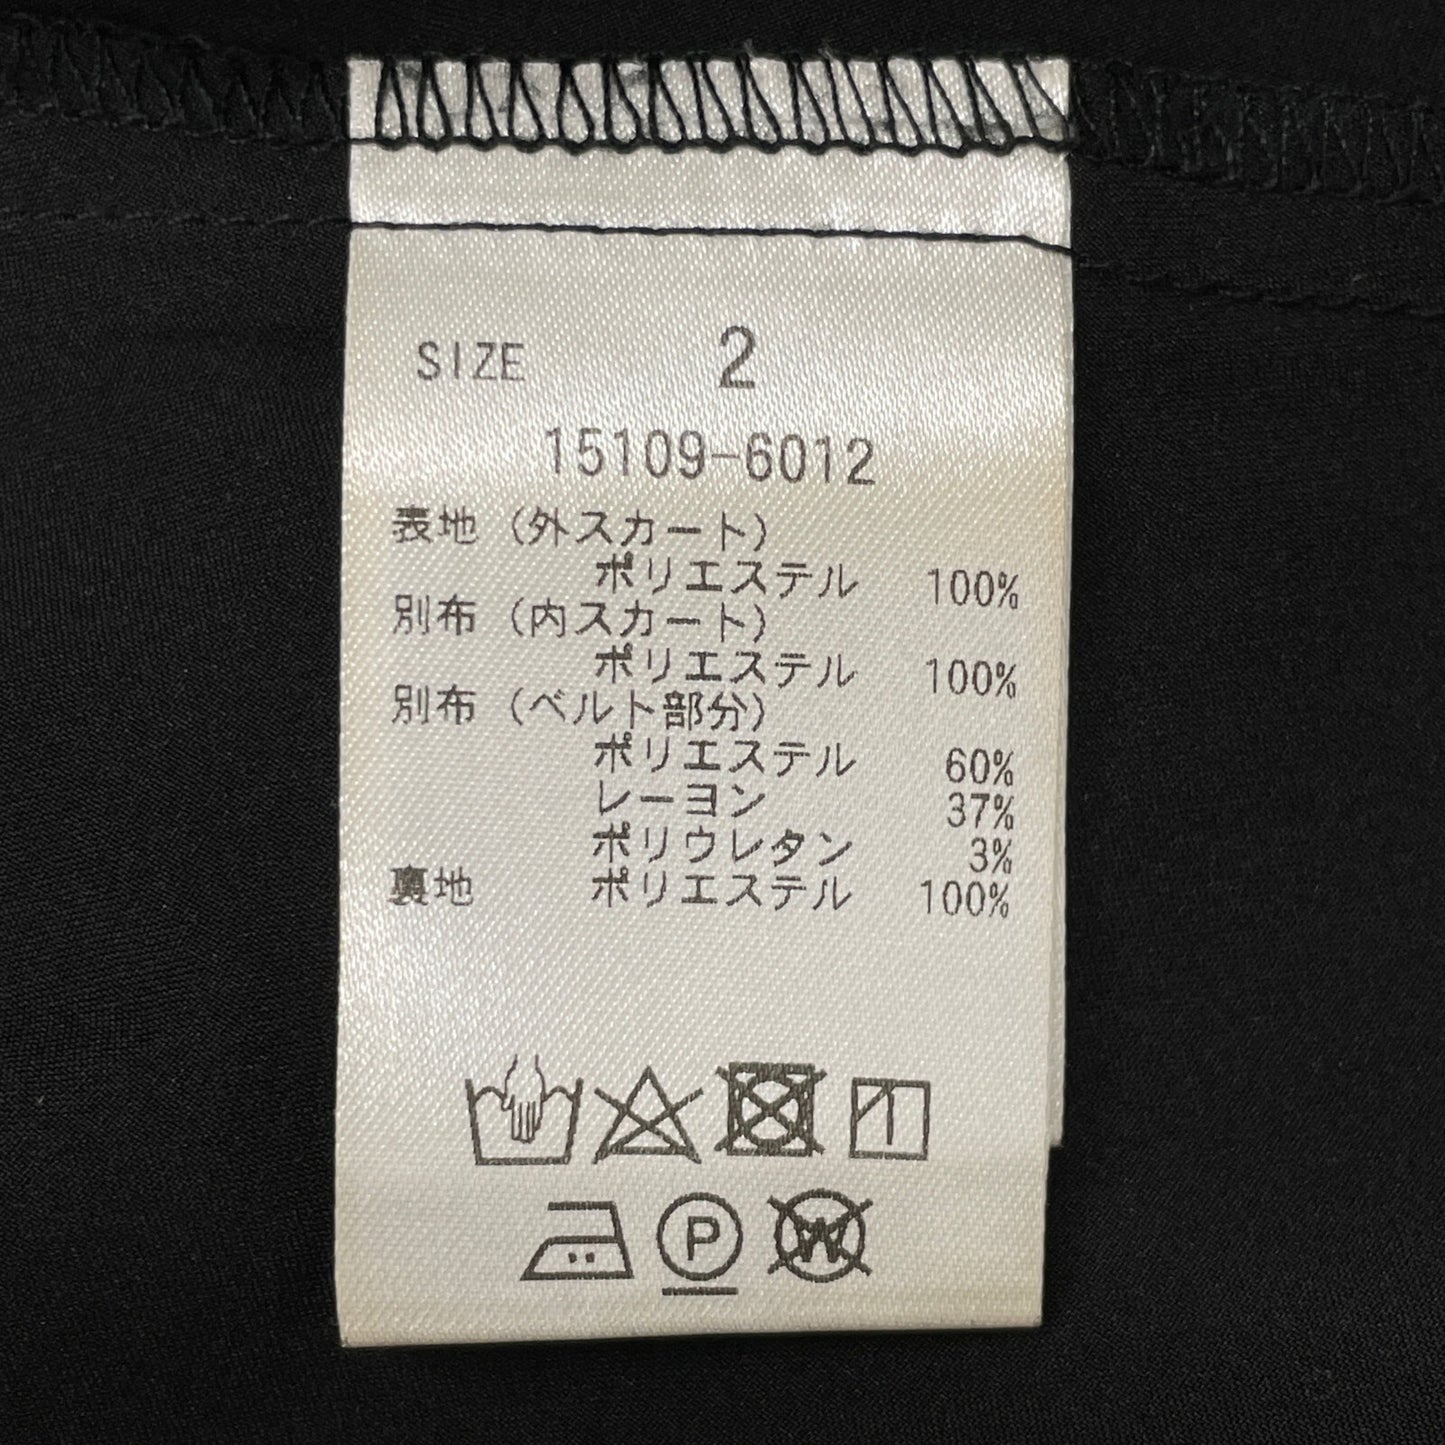 SIZE 2
15109-6012
表地(外スカート)
ポリエステル 100%
別布(内スカート)
ポリエステル 100%
別布(ベルト部分)
ポリエステル 60%
レーヨン 37%
ポリウレタン 3%
裏地 ポリエステル 100%
P W